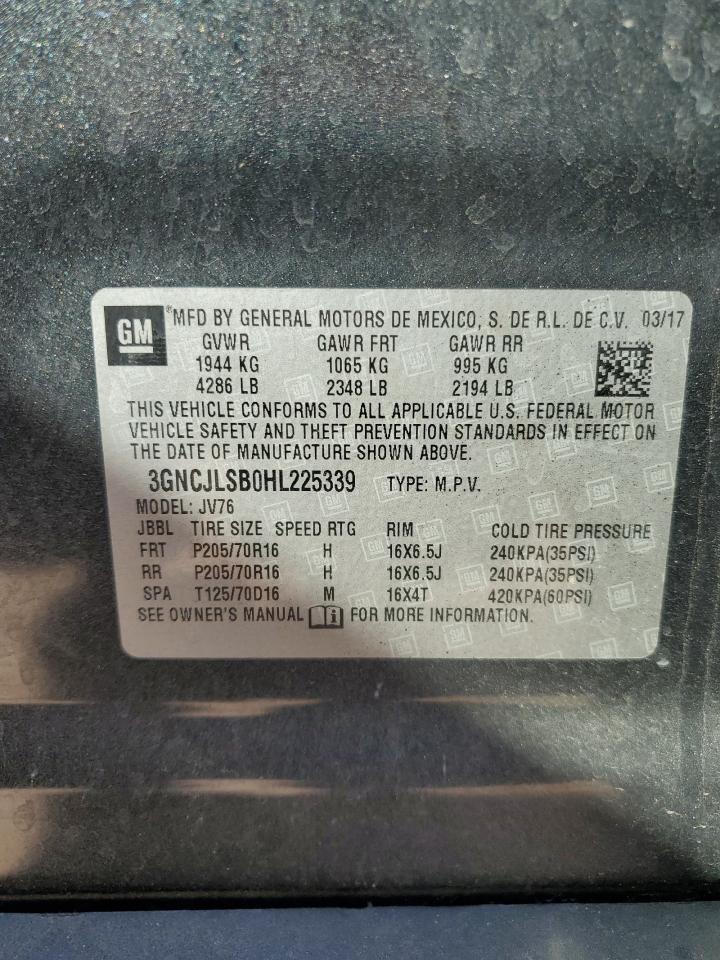 GM ®MFD BY GENERAL MOTORS DE MEXICO, S. DE R.L. DE C.V. 03/17
GVWR GAWR FRT GAWR RR
1944 KG 1065 KG 995 KG
4286 LB 2348 LB 2194 LB
THIS VEHICLE CONFORMS TO ALL APPLICABLE U.S. FEDERAL MOTOR
VEHICLE SAFETY AND THEFT PREVENTION STANDARDS IN EFFECT ON
THE DATE OF MANUFACTURE SHOWN ABOVE.
3GNCJLSB0HL225339 TYPE: M.P.V.
MODEL: JV76
JBBL TIRE SIZE SPEED RTG RIM COLD TIRE PRESSURE
FRT P205/70R16 H 16X6.5J 240KPA(35PSI)
RR P205/70R16 H 16X6.5J 240KPA(35PSI)
SPA T125/70D16 M 16X4T 420KPA(60PSI)
SEE OWNER'S MANUAL FOR MORE INFORMATION.